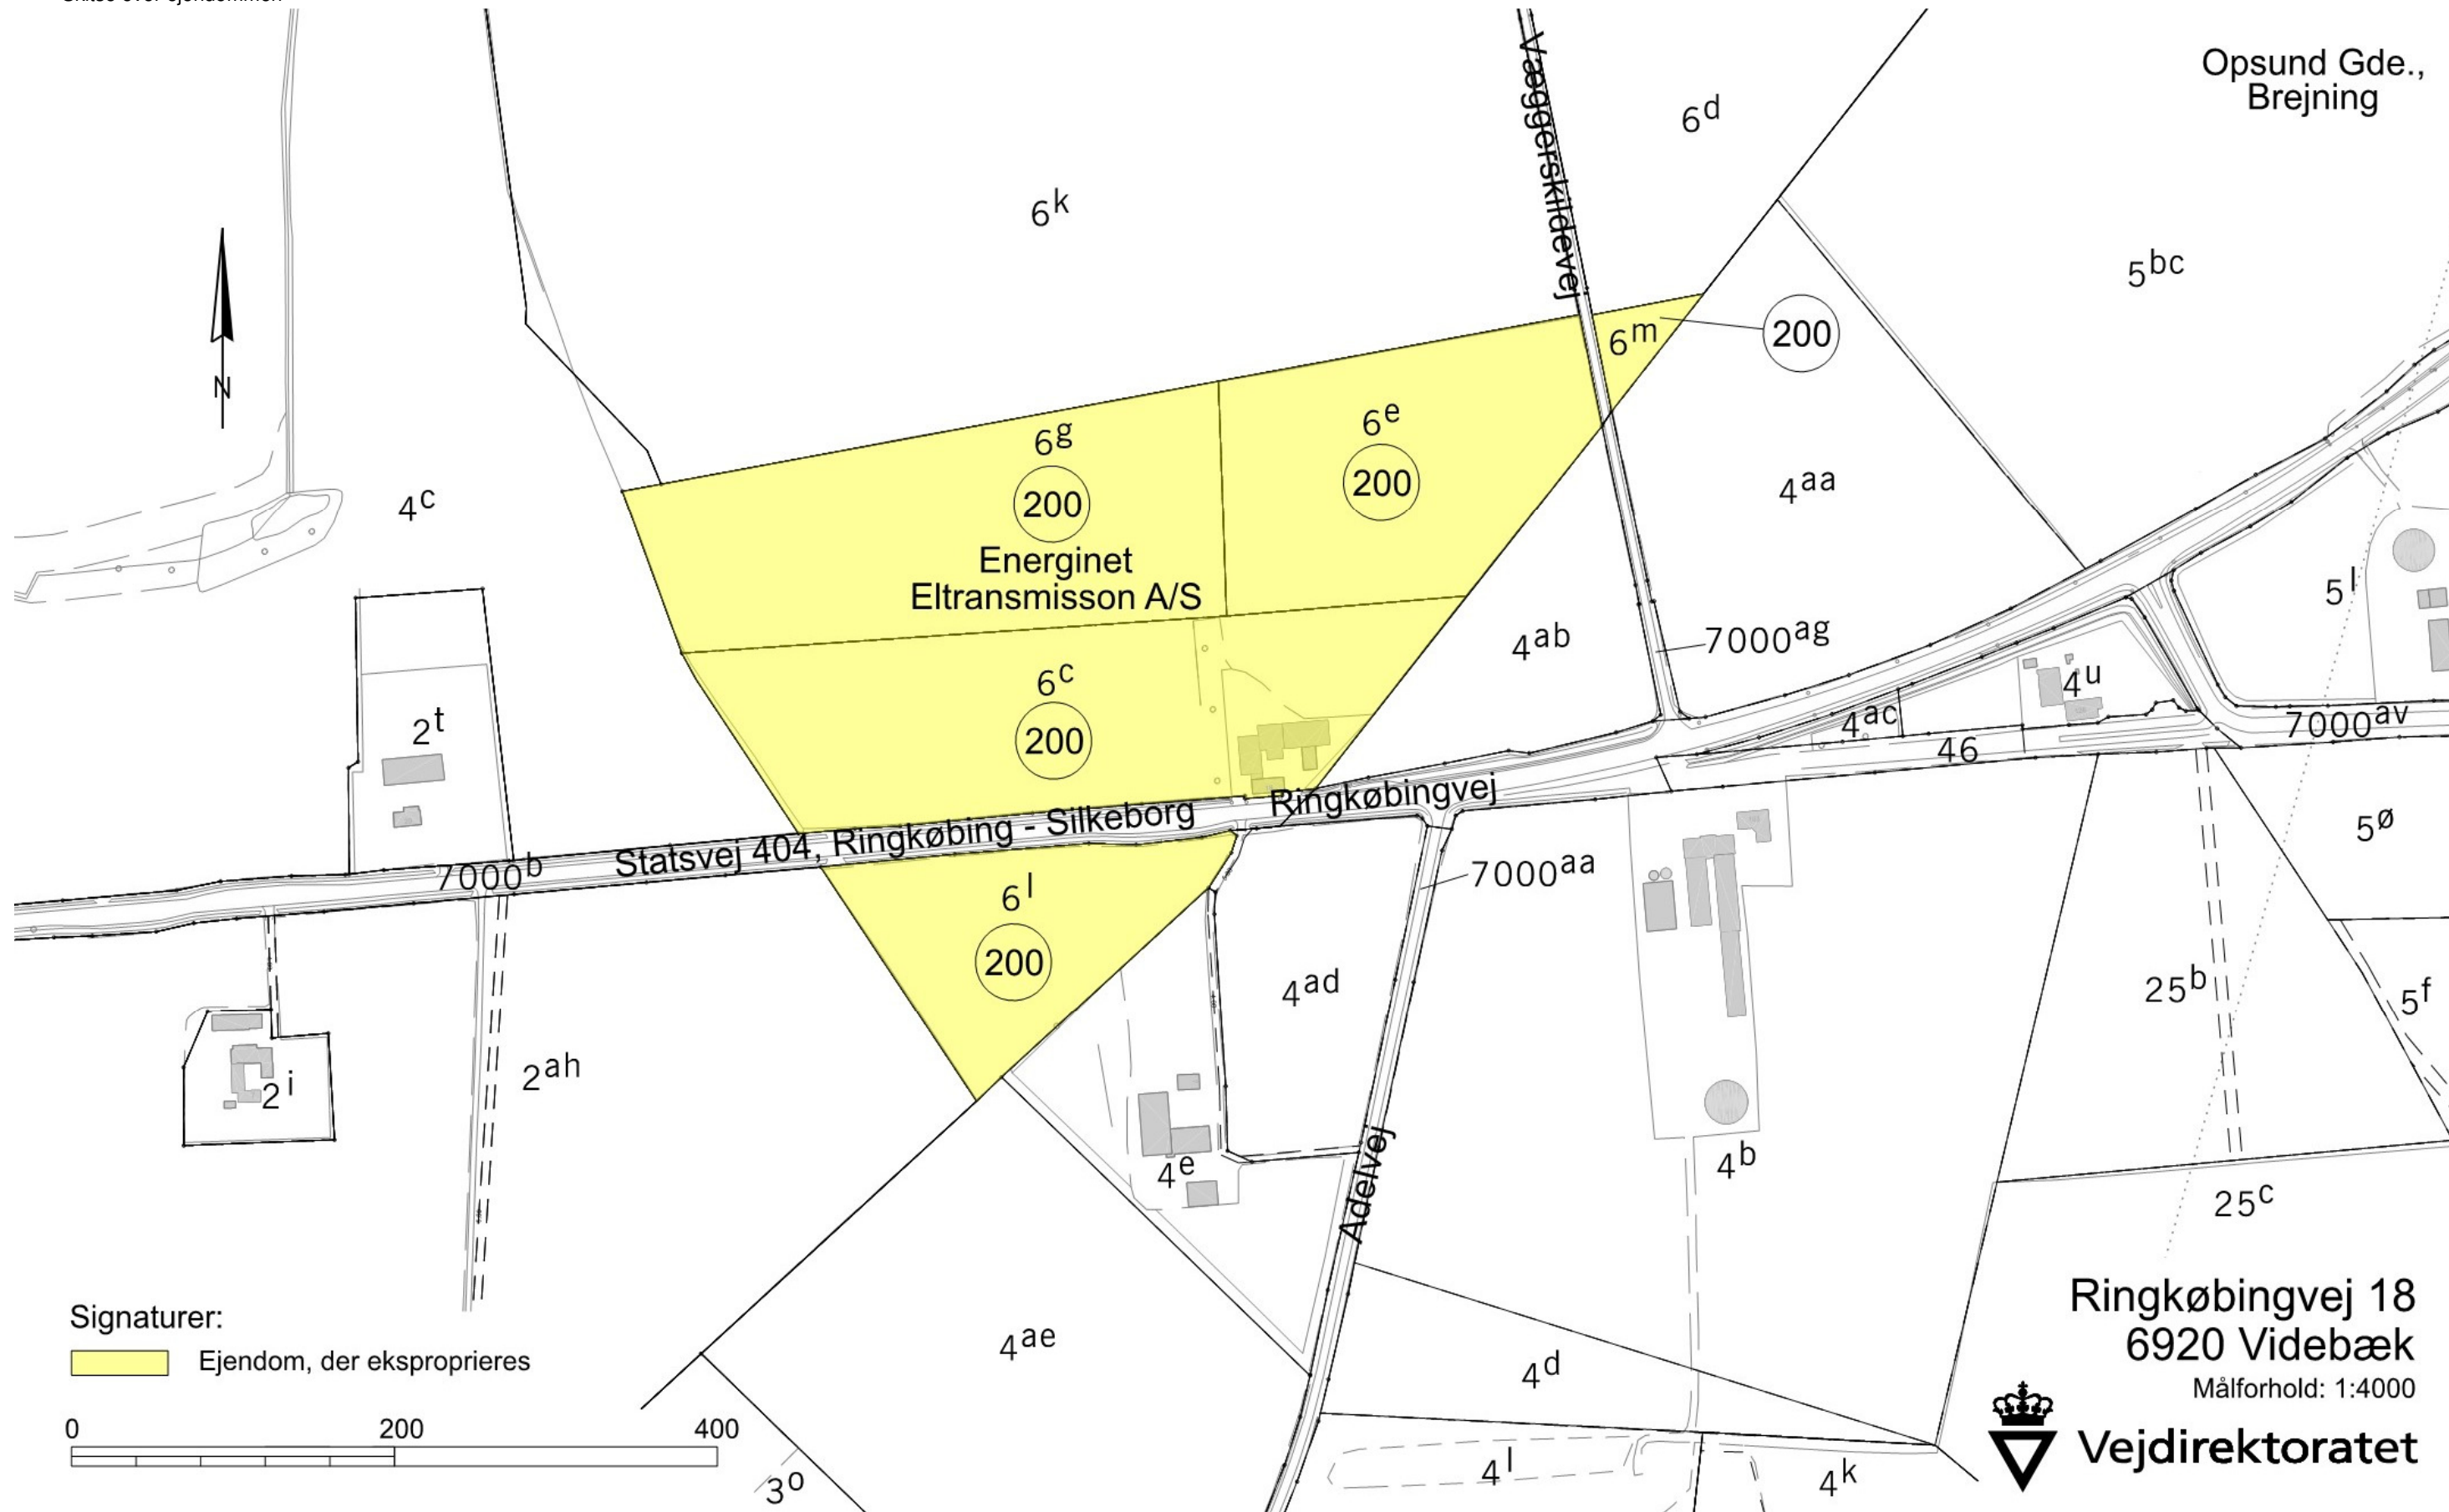 Skitse over ejendommen
Opsund Gde.,
Brejning
Væggerskildevej
6d
6k
5bc
N
6m
200
6g
200
6e
200
4c
4aa
Energinet
Eltransmisson A/S
5l
4ab
7000ag
6c
200
4u
2t
4ac
7000av
46
Ringkøbingvej
Statsvej 404, Ringkøbing - Silkeborg
7000b
5ø
7000aa
6l
200
4ad
25b
5f
2ah
2i
4e
4b
Adelvej
25c
Ringkøbingvej 18
6920 Videbæk
Målforhold: 1:4000
Signaturer:
Ejendom, der eksproprieres
4ae
4d
0 200 400
Vejdirektoratet
4l
4k
3o